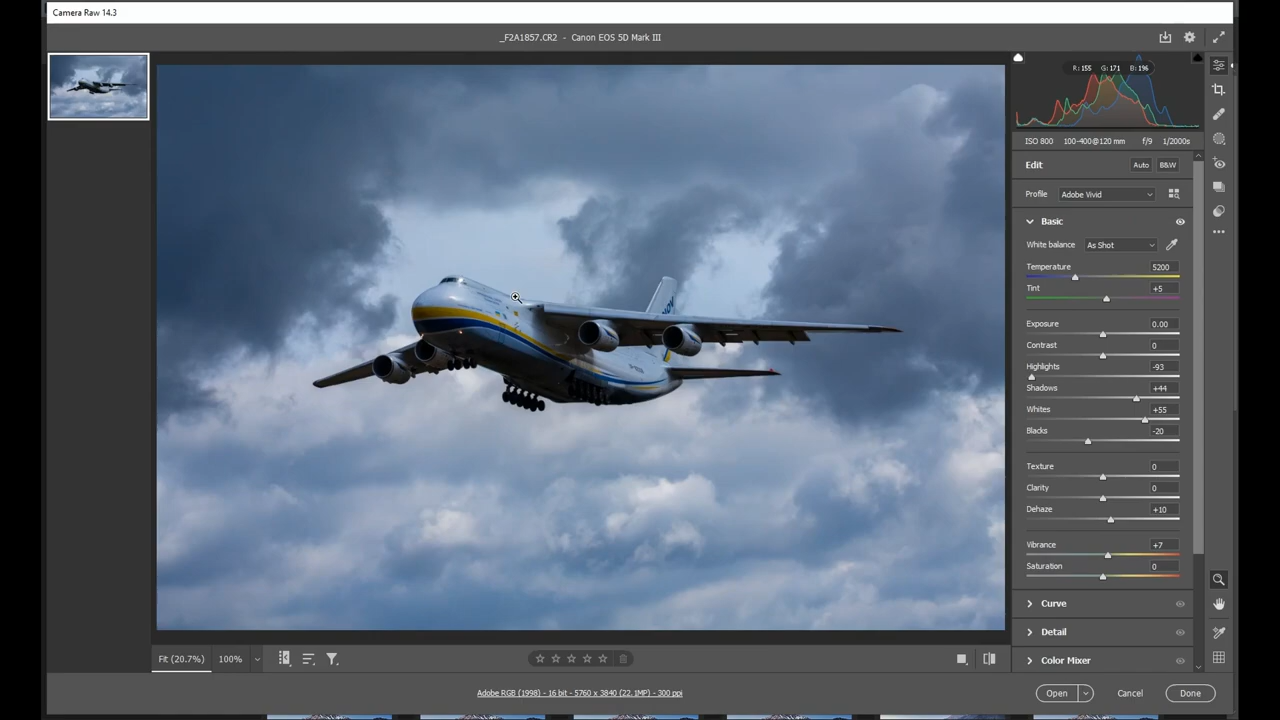 Camera Raw 14.3
_F2A1857.CR2 - Canon EOS 5D Mark III
R: 155 G: 171 B: 196
ISO 800 100-400@120 mm f/9 1/2000s
Edit Auto B&W
Profile Adobe Vivid
Basic
White balance As Shot
Temperature 5200
Tint +5
Exposure 0.00
Contrast 0
Highlights -93
Shadows +44
Whites +55
Blacks -20
Texture 0
Clarity 0
Dehaze +10
Vibrance +7
Saturation 0
Curve
Detail
Color Mixer
Fit (20.7%) 100%
Adobe RGB (1998) - 16 bit - 5760 x 3840 (22.1MP) - 300 ppi
Open Cancel Done